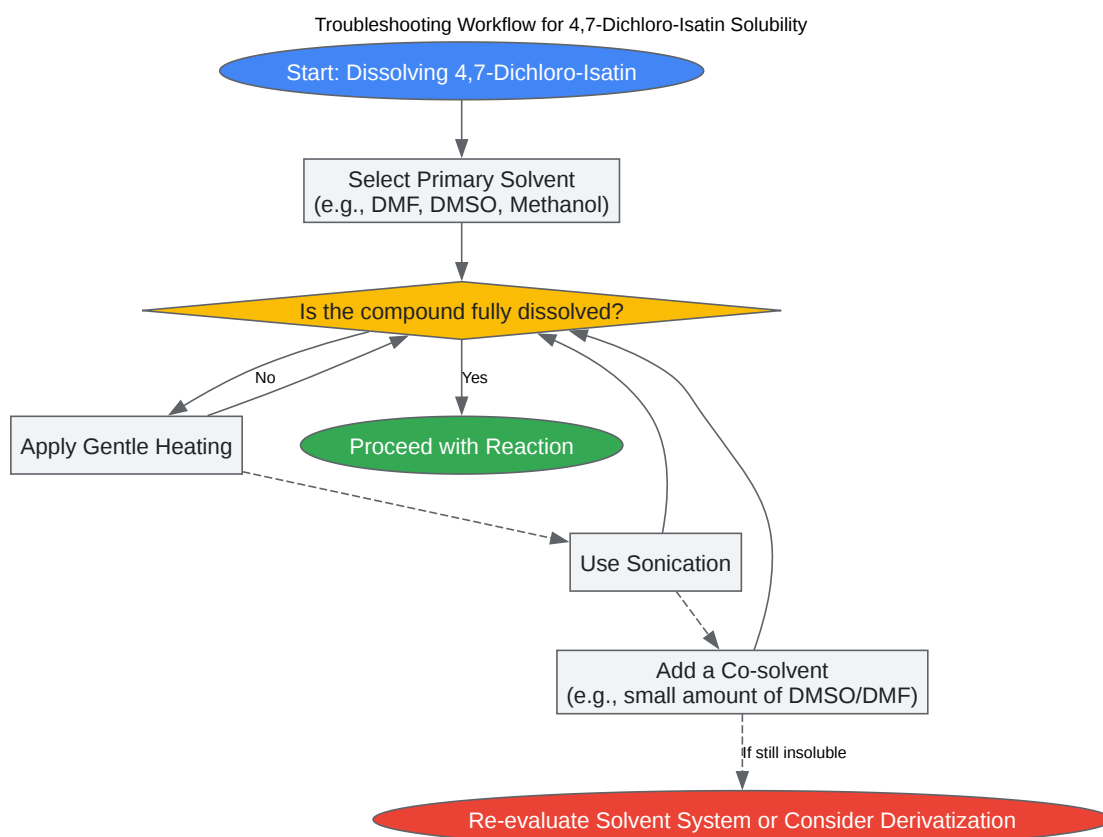 Troubleshooting Workflow for 4,7-Dichloro-Isatin Solubility
Start: Dissolving 4,7-Dichloro-Isatin
Select Primary Solvent
(e.g., DMF, DMSO, Methanol)
Is the compound fully dissolved?
No
Yes
Apply Gentle Heating
Proceed with Reaction
Use Sonication
Add a Co-solvent
(e.g., small amount of DMSO/DMF)
If still insoluble
Re-evaluate Solvent System or Consider Derivatization